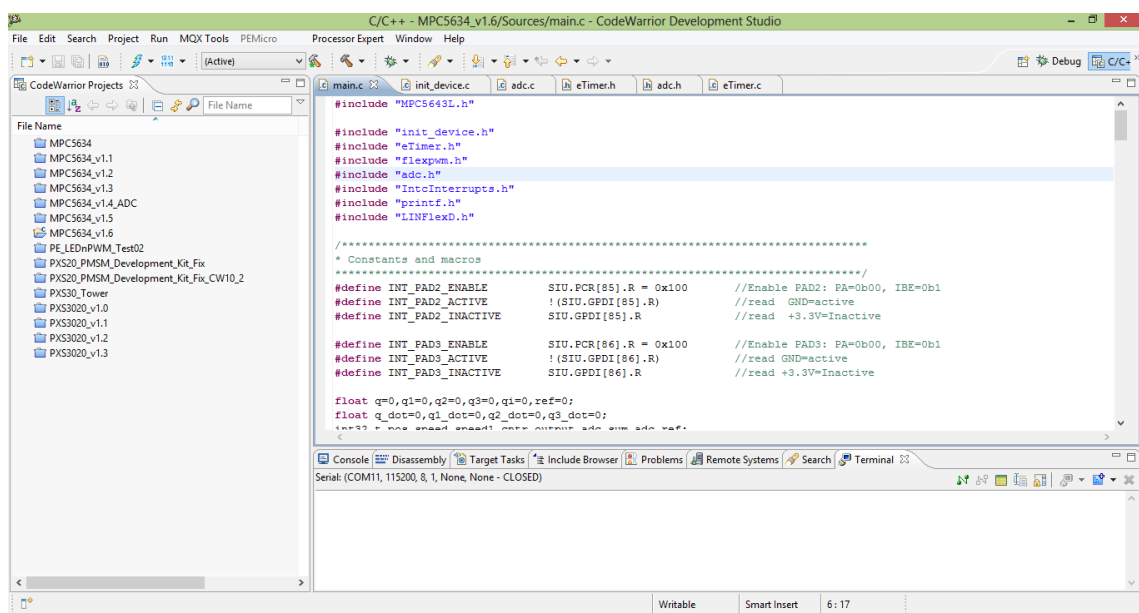 C/C++ - MPC5634_v1.6/Sources/main.c - CodeWarrior Development Studio
File Edit Search Project Run MQX Tools PEMicro Processor Expert Window Help
(Active)
Debug C/C+
CodeWarrior Projects
File Name
File Name
MPC5634
MPC5634_v1.1
MPC5634_v1.2
MPC5634_v1.3
MPC5634_v1.4_ADC
MPC5634_v1.5
MPC5634_v1.6
PE_LEDnPWM_Test02
PXS20_PMSM_Development_Kit_Fix
PXS20_PMSM_Development_Kit_Fix_CW10_2
PXS30_Tower
PXS3020_v1.0
PXS3020_v1.1
PXS3020_v1.2
PXS3020_v1.3
main.c init_device.c adc.c eTimer.h adc.h eTimer.c
#include "MPC5643L.h"
#include "init_device.h"
#include "eTimer.h"
#include "flexpwm.h"
#include "adc.h"
#include "IntcInterrupts.h"
#include "printf.h"
#include "LINFlexD.h"
/*******************************************************************************
* Constants and macros
*******************************************************************************/
#define INT_PAD2_ENABLE SIU.PCR[85].R = 0x100 //Enable PAD2: PA=0b00, IBE=0b1
#define INT_PAD2_ACTIVE !(SIU.GPDI[85].R) //read GND=active
#define INT_PAD2_INACTIVE SIU.GPDI[85].R //read +3.3V=Inactive
#define INT_PAD3_ENABLE SIU.PCR[86].R = 0x100 //Enable PAD3: PA=0b00, IBE=0b1
#define INT_PAD3_ACTIVE !(SIU.GPDI[86].R) //read GND=active
#define INT_PAD3_INACTIVE SIU.GPDI[86].R //read +3.3V=Inactive
float q=0,q1=0,q2=0,q3=0,qi=0,ref=0;
float q_dot=0,q1_dot=0,q2_dot=0,q3_dot=0;
int32_t pos,speed,speed1,cntr,output,adc,sum,adc_ref;
Console Disassembly Target Tasks Include Browser Problems Remote Systems Search Terminal
Serial: (COM11, 115200, 8, 1, None, None - CLOSED)
Writable Smart Insert 6 : 17